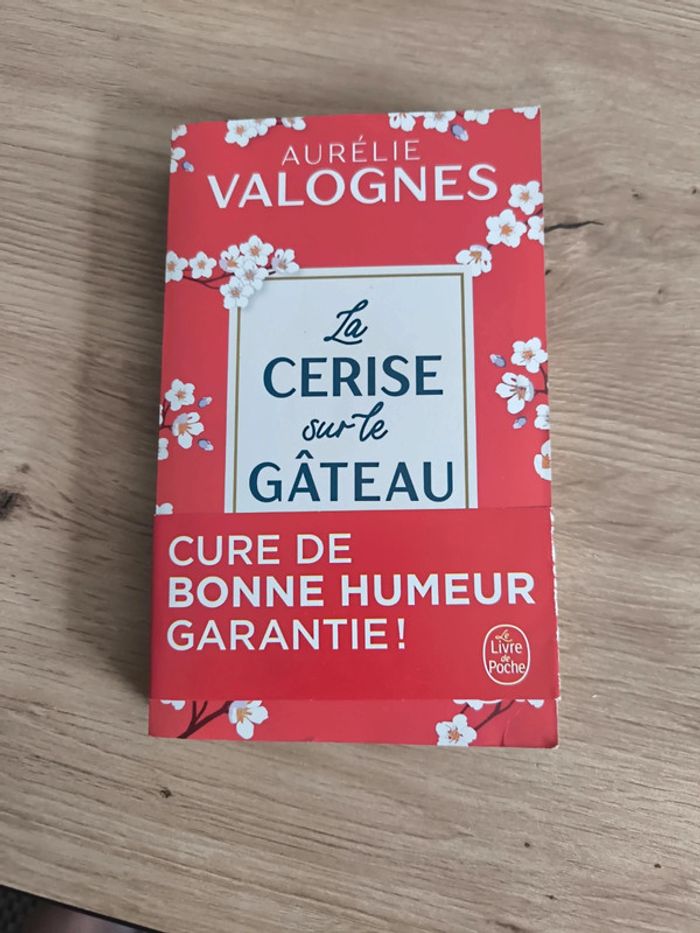 AURÉLIE
VALOGNES
La
CERISE
sur le
GÂTEAU
CURE DE
BONNE HUMEUR
GARANTIE !
Le
Livre
de
Poche